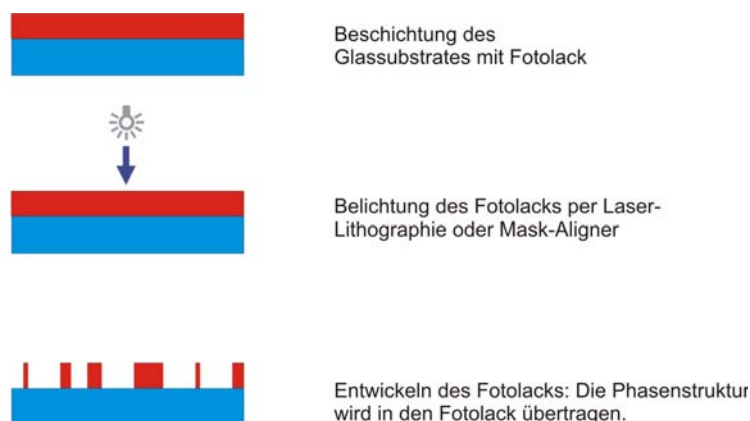 Beschichtung des
Glassubstrates mit Fotolack
Belichtung des Fotolacks per Laser-
Lithographie oder Mask-Aligner
Entwickeln des Fotolacks: Die Phasenstruktur
wird in den Fotolack übertragen.